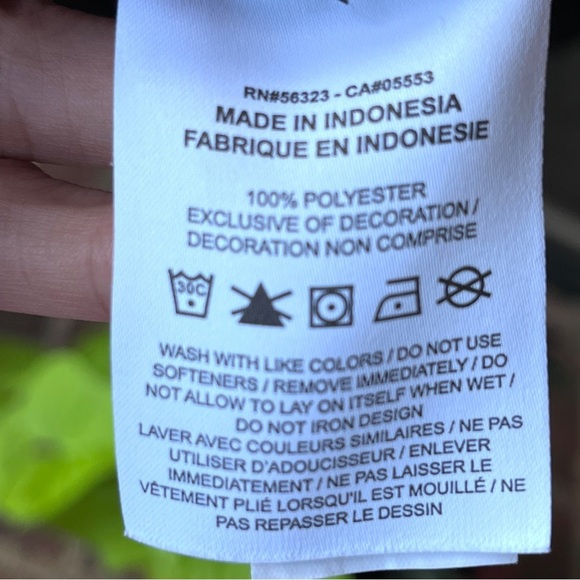 RN#56323 - CA#05553
MADE IN INDONESIA
FABRIQUE EN INDONESIE
100% POLYESTER
EXCLUSIVE OF DECORATION /
DECORATION NON COMPRISE
30C
WASH WITH LIKE COLORS / DO NOT USE
SOFTENERS / REMOVE IMMEDIATELY / DO
NOT ALLOW TO LAY ON ITSELF WHEN WET /
DO NOT IRON DESIGN
LAVER AVEC COULEURS SIMILAIRES / NE PAS
UTILISER D'ADOUCISSEUR / ENLEVER
IMMEDIATEMENT / NE PAS LAISSER LE
VÊTEMENT PLIÉ LORSQU'IL EST MOUILLÉ / NE
PAS REPASSER LE DESSIN